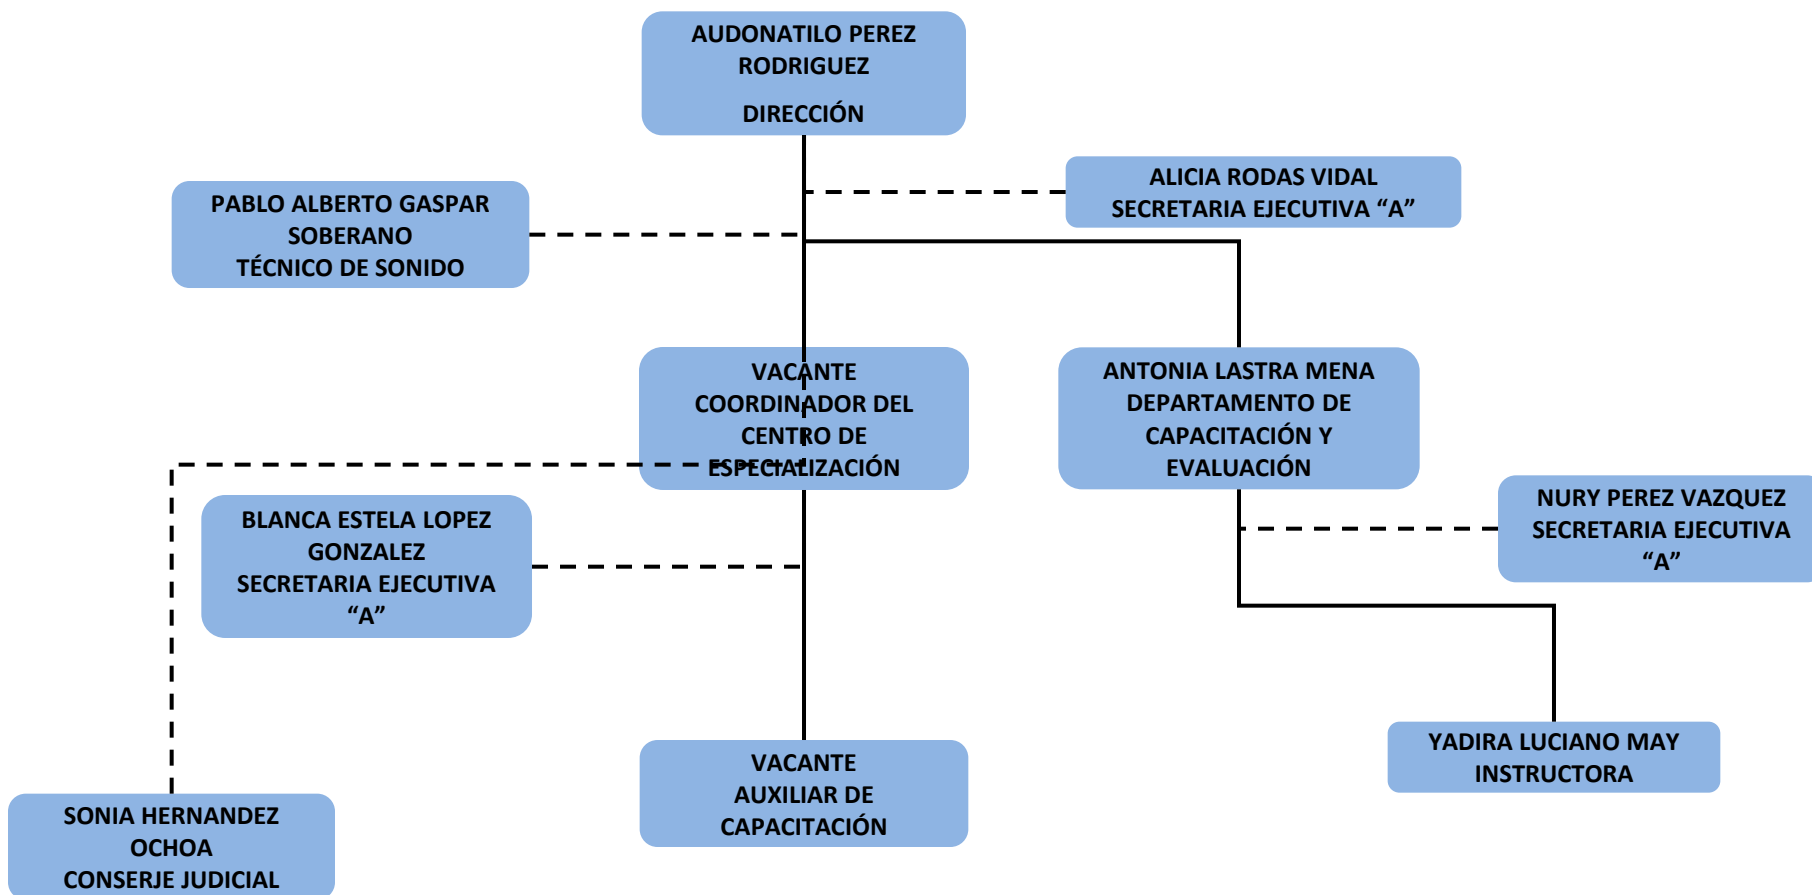 AUDONATILO PEREZ
RODRIGUEZ
DIRECCIÓN
ALICIA RODAS VIDAL
SECRETARIA EJECUTIVA “A”
PABLO ALBERTO GASPAR
SOBERANO
TÉCNICO DE SONIDO
VACANTE
COORDINADOR DEL
CENTRO DE
ESPECIALIZACIÓN
ANTONIA LASTRA MENA
DEPARTAMENTO DE
CAPACITACIÓN Y
EVALUACIÓN
BLANCA ESTELA LOPEZ
GONZALEZ
SECRETARIA EJECUTIVA
“A”
NURY PEREZ VAZQUEZ
SECRETARIA EJECUTIVA
“A”
YADIRA LUCIANO MAY
INSTRUCTORA
VACANTE
AUXILIAR DE
CAPACITACIÓN
SONIA HERNANDEZ
OCHOA
CONSERJE JUDICIAL